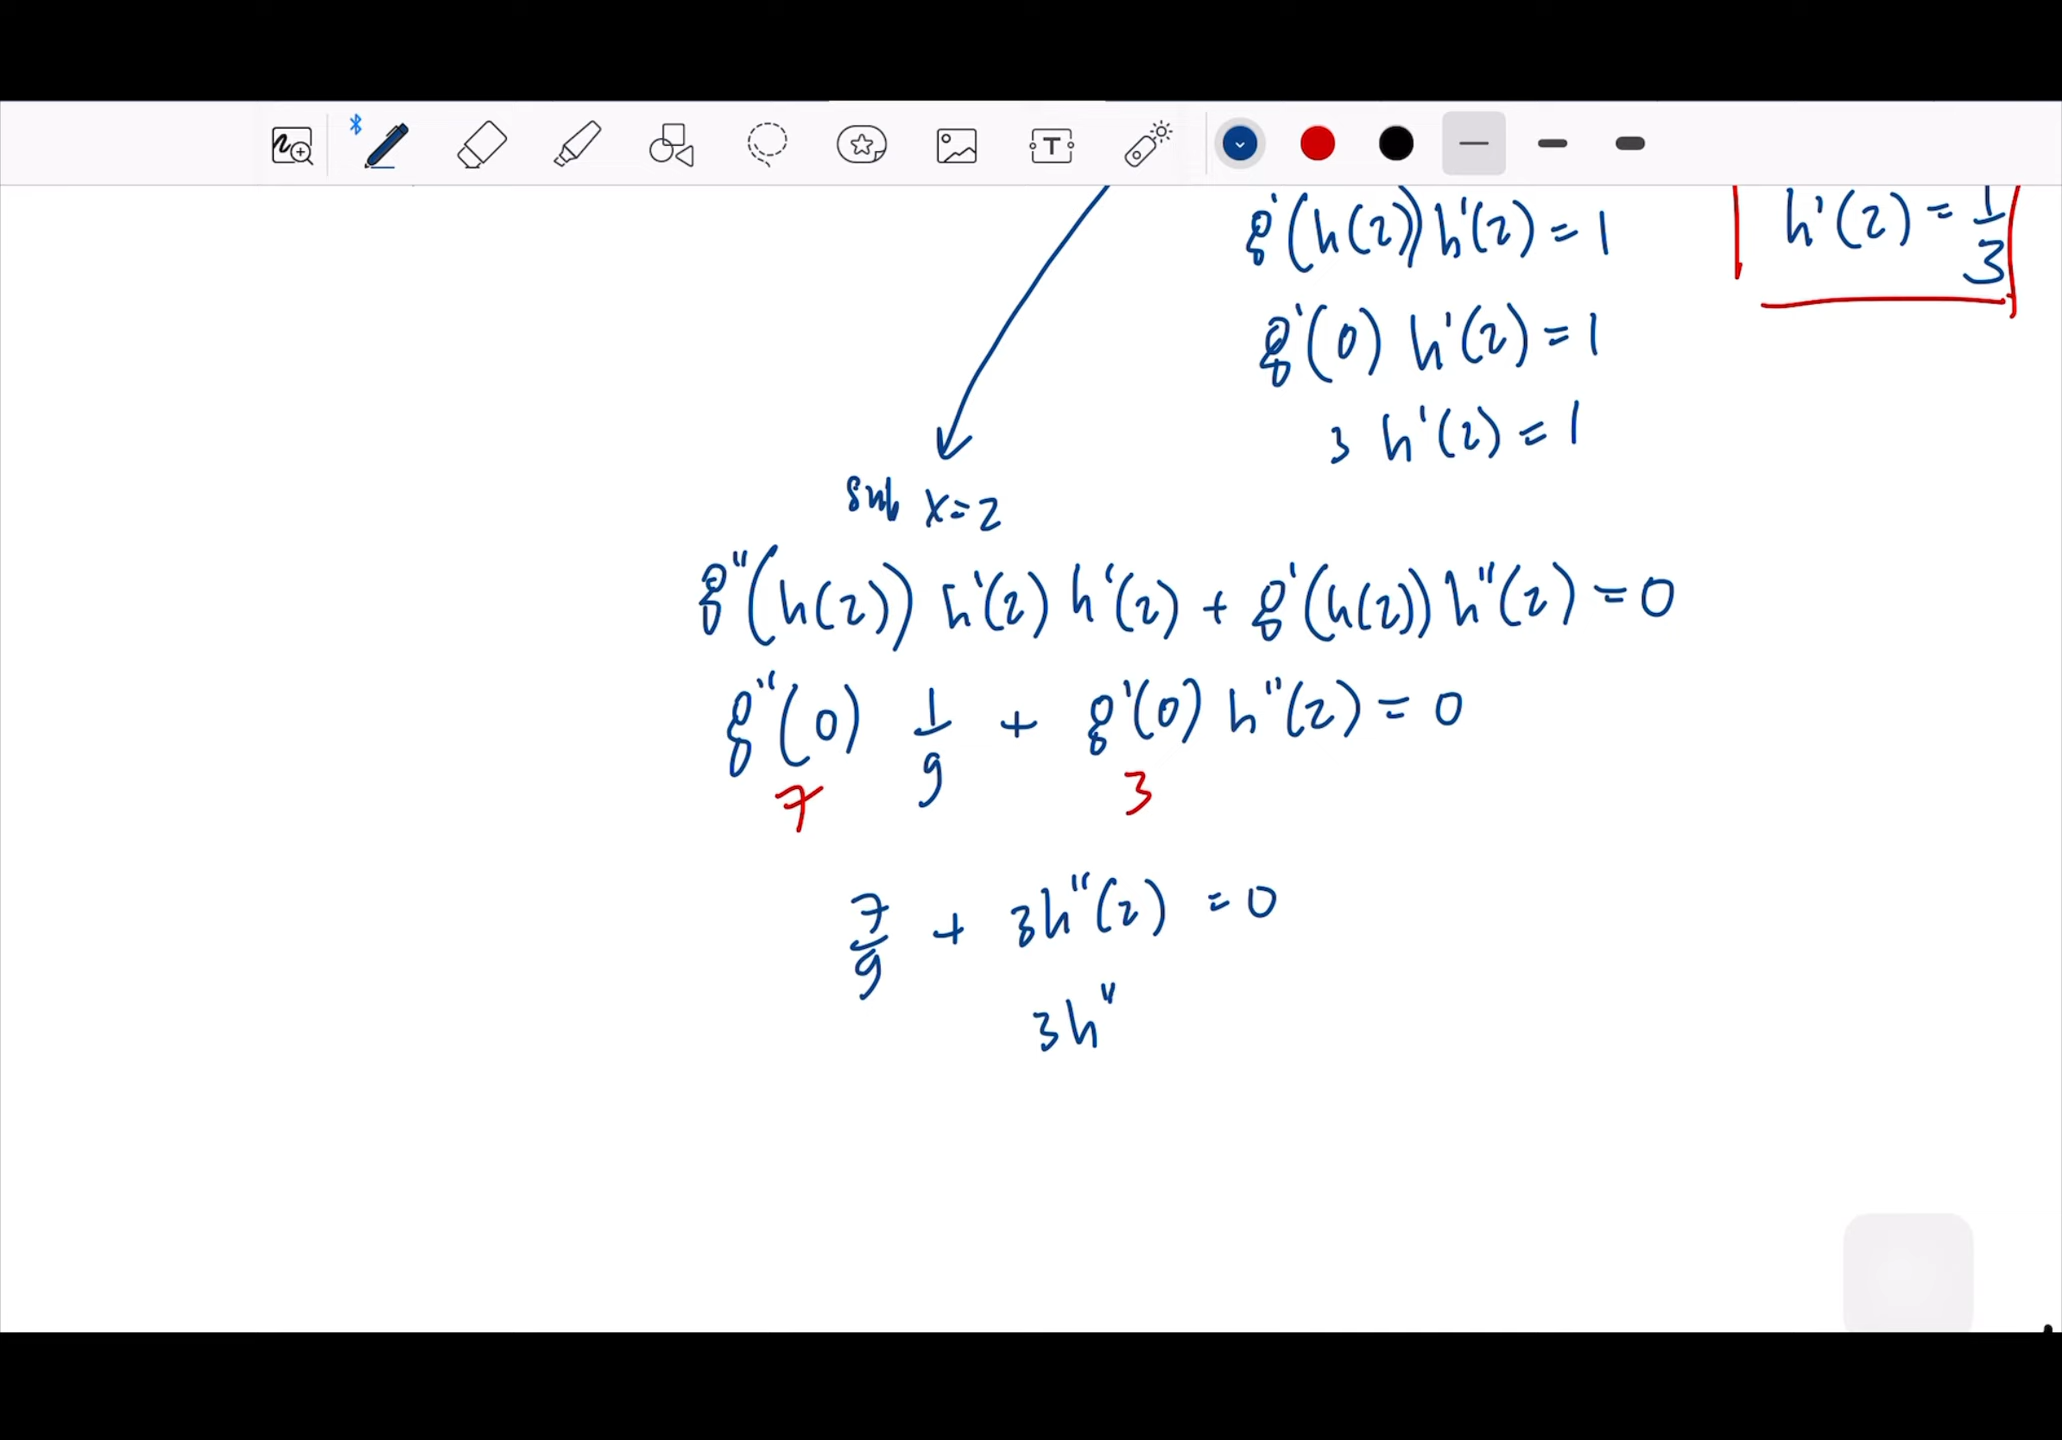 g'(h(2))h'(2) = 1
h'(2) = 1/3
g'(0) h'(2) = 1
3 h'(2) = 1
sub x=2
g"(h(2)) h'(2) h'(2) + g'(h(2)) h"(2) = 0
g"(0) 1/9 + g'(0) h"(2) = 0
7 3
7/9 + 3h"(2) = 0
3h"